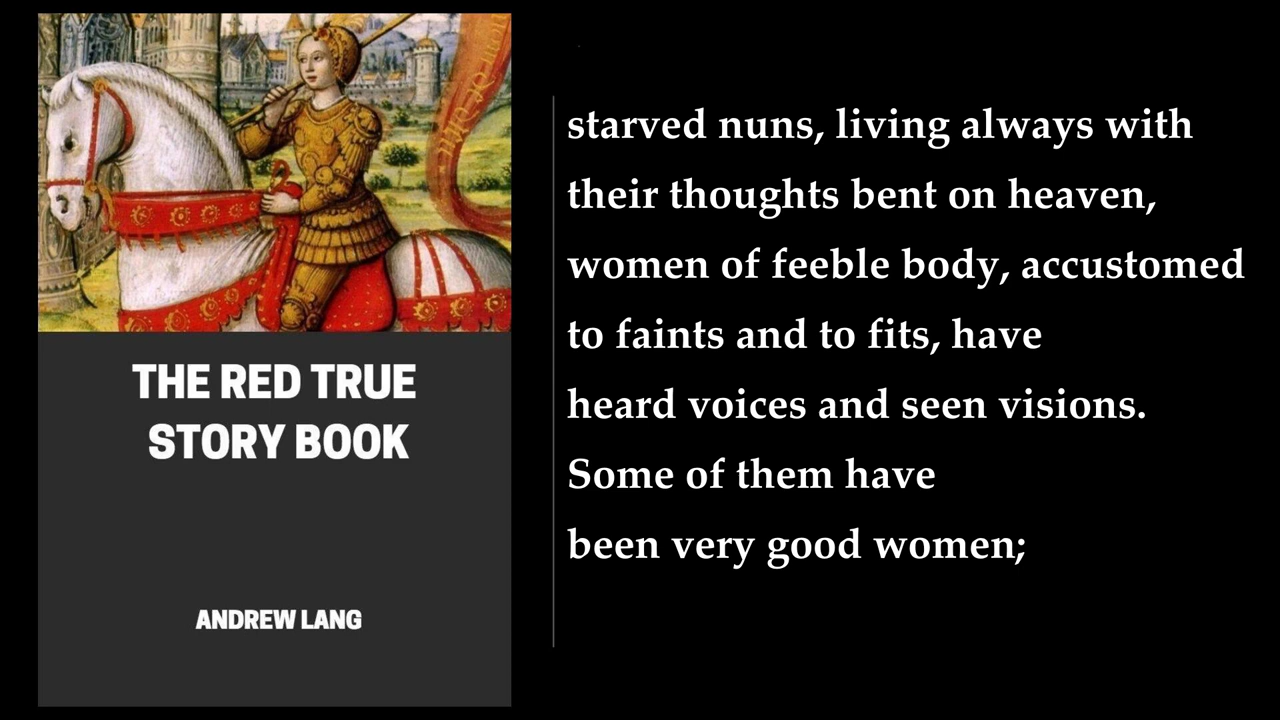 THE RED TRUE
STORY BOOK
ANDREW LANG
starved nuns, living always with
their thoughts bent on heaven,
women of feeble body, accustomed
to faints and to fits, have
heard voices and seen visions.
Some of them have
been very good women;